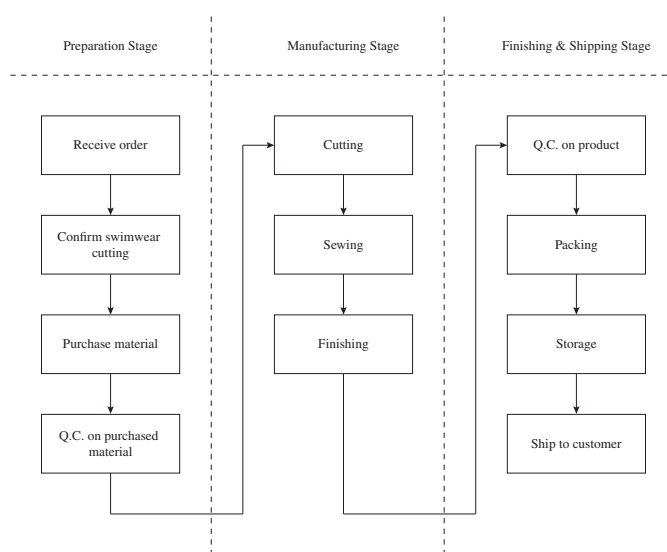 Preparation Stage
Manufacturing Stage
Finishing & Shipping Stage
Receive order
Confirm swimwear
cutting
Purchase material
Q.C. on purchased
material
Cutting
Sewing
Finishing
Q.C. on product
Packing
Storage
Ship to customer